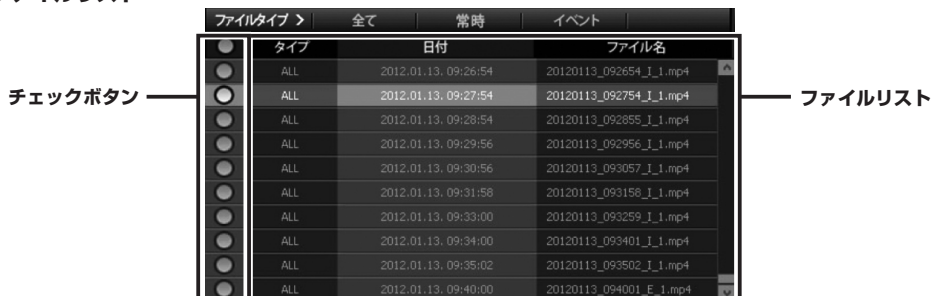 ファイルタイプ > 全て 常時 イベント
タイプ 日付 ファイル名
ALL 2012.01.13. 09:26:54 20120113_092654_I_1.mp4
チェックボタン ALL 2012.01.13. 09:27:54 20120113_092754_I_1.mp4 ファイルリスト
ALL 2012.01.13. 09:28:54 20120113_092855_I_1.mp4
ALL 2012.01.13. 09:29:56 20120113_092956_I_1.mp4
ALL 2012.01.13. 09:30:56 20120113_093057_I_1.mp4
ALL 2012.01.13. 09:31:58 20120113_093158_I_1.mp4
ALL 2012.01.13. 09:33:00 20120113_093259_I_1.mp4
ALL 2012.01.13. 09:34:00 20120113_093401_I_1.mp4
ALL 2012.01.13. 09:35:02 20120113_093502_I_1.mp4
ALL 2012.01.13. 09:40:00 20120113_094001_E_1.mp4